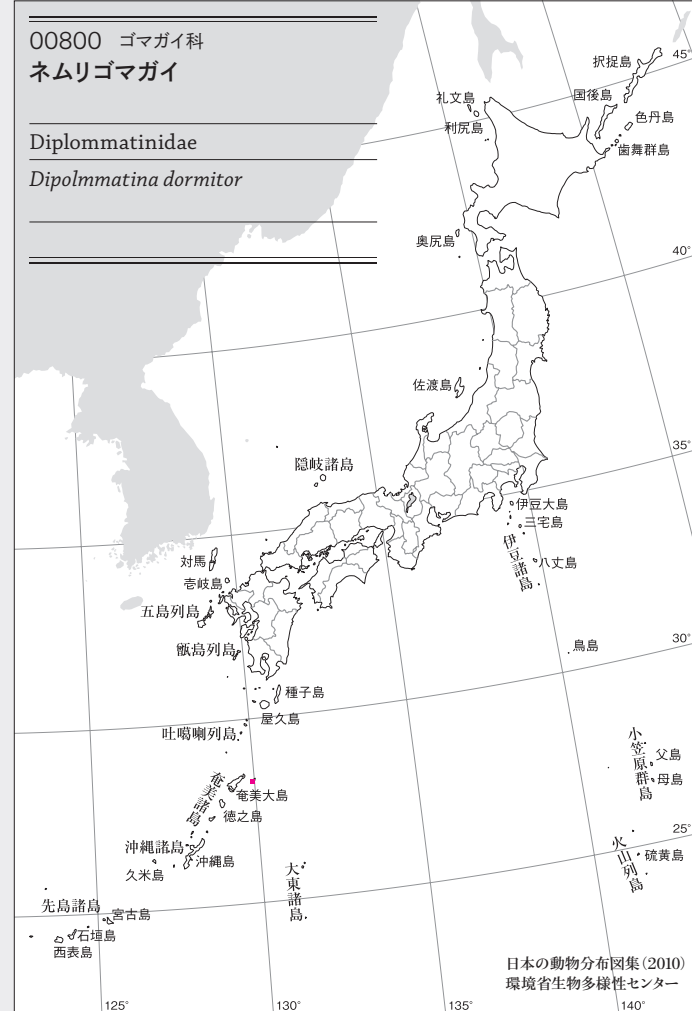 00800 ゴマガイ科
ネムリゴマガイ
Diplommatinidae
Dipolmmatina dormitor
択捉島
45°
国後島
礼文島
色丹島
利尻島
歯舞群島
奥尻島
40°
佐渡島
35°
隠岐諸島
伊豆大島
三宅島
伊豆諸島
八丈島
対馬
壱岐島
五島列島
甑島列島
鳥島
30°
種子島
屋久島
吐噶喇列島
小笠原群島
父島
母島
奄美諸島
奄美大島
徳之島
25°
火山列島
硫黄島
沖縄諸島
沖縄島
久米島
大東諸島
先島諸島
宮古島
石垣島
西表島
日本の動物分布図集(2010)
環境省生物多様性センター
125°
130°
135°
140°